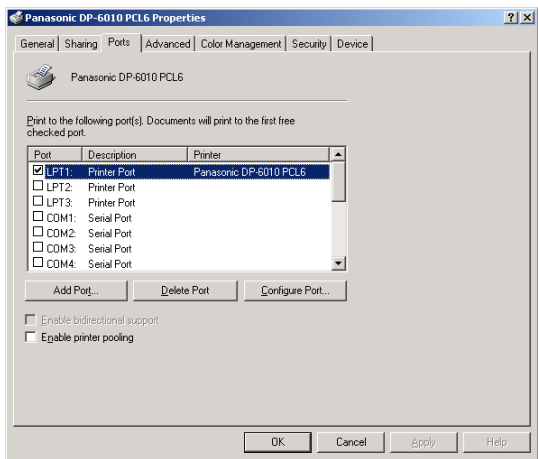 Panasonic DP-6010 PCL6 Properties
General Sharing Ports Advanced Color Management Security Device
Panasonic DP-6010 PCL6
Print to the following port(s). Documents will print to the first free
checked port.
Port Description Printer
LPT1: Printer Port Panasonic DP-6010 PCL6
LPT2: Printer Port
LPT3: Printer Port
COM1: Serial Port
COM2: Serial Port
COM3: Serial Port
COM4: Serial Port
Add Port... Delete Port Configure Port...
Enable bidirectional support
Enable printer pooling
OK Cancel Apply Help